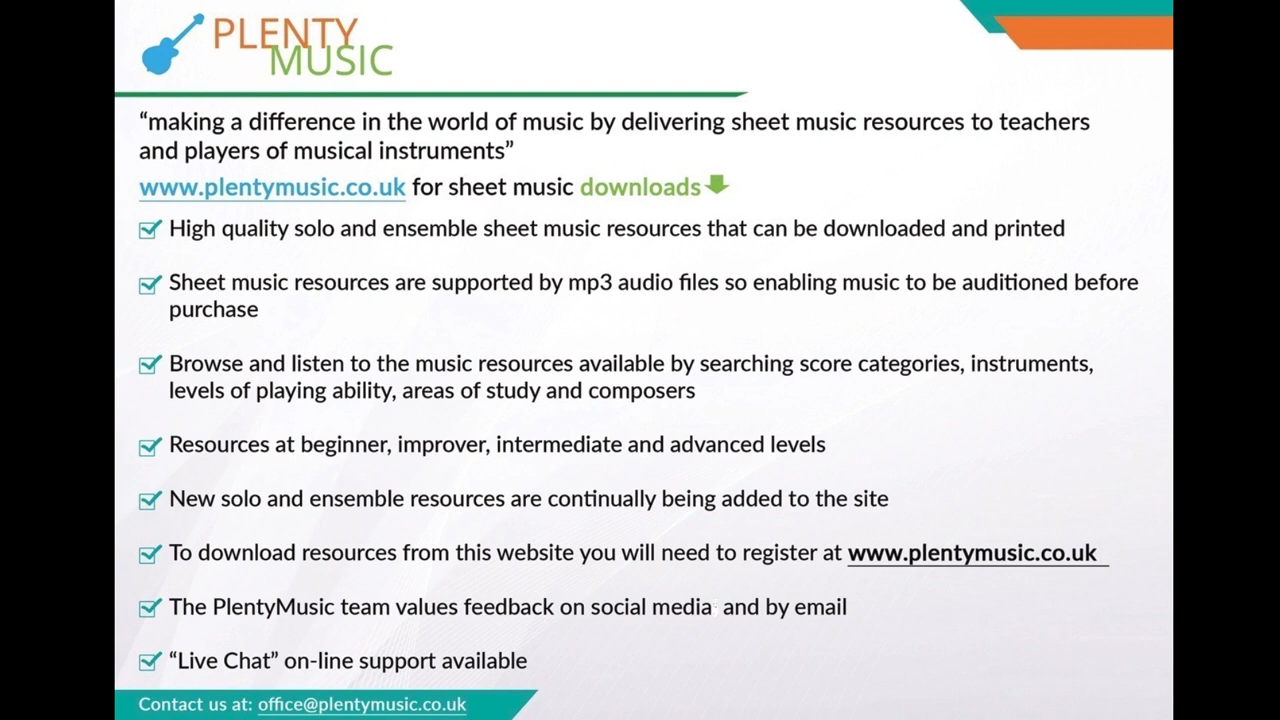 PLENTY
MUSIC
“making a difference in the world of music by delivering sheet music resources to teachers
and players of musical instruments”
www.plentymusic.co.uk for sheet music downloads
High quality solo and ensemble sheet music resources that can be downloaded and printed
Sheet music resources are supported by mp3 audio files so enabling music to be auditioned before
purchase
Browse and listen to the music resources available by searching score categories, instruments,
levels of playing ability, areas of study and composers
Resources at beginner, improver, intermediate and advanced levels
New solo and ensemble resources are continually being added to the site
To download resources from this website you will need to register at www.plentymusic.co.uk
The PlentyMusic team values feedback on social media and by email
“Live Chat” on-line support available
Contact us at: office@plentymusic.co.uk